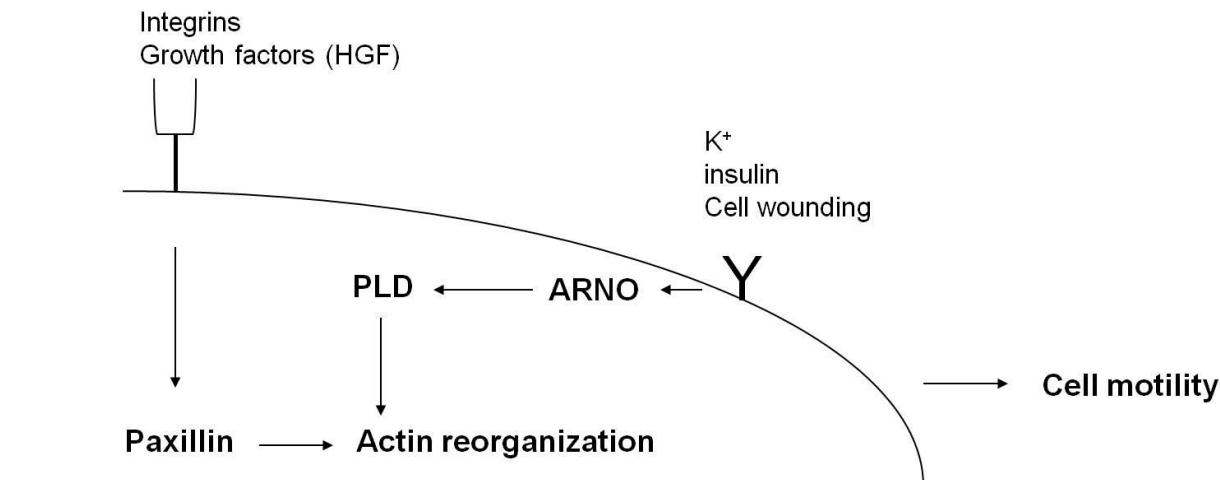 Integrins
Growth factors (HGF)
K⁺
insulin
Cell wounding
PLD
ARNO
Cell motility
Paxillin
Actin reorganization